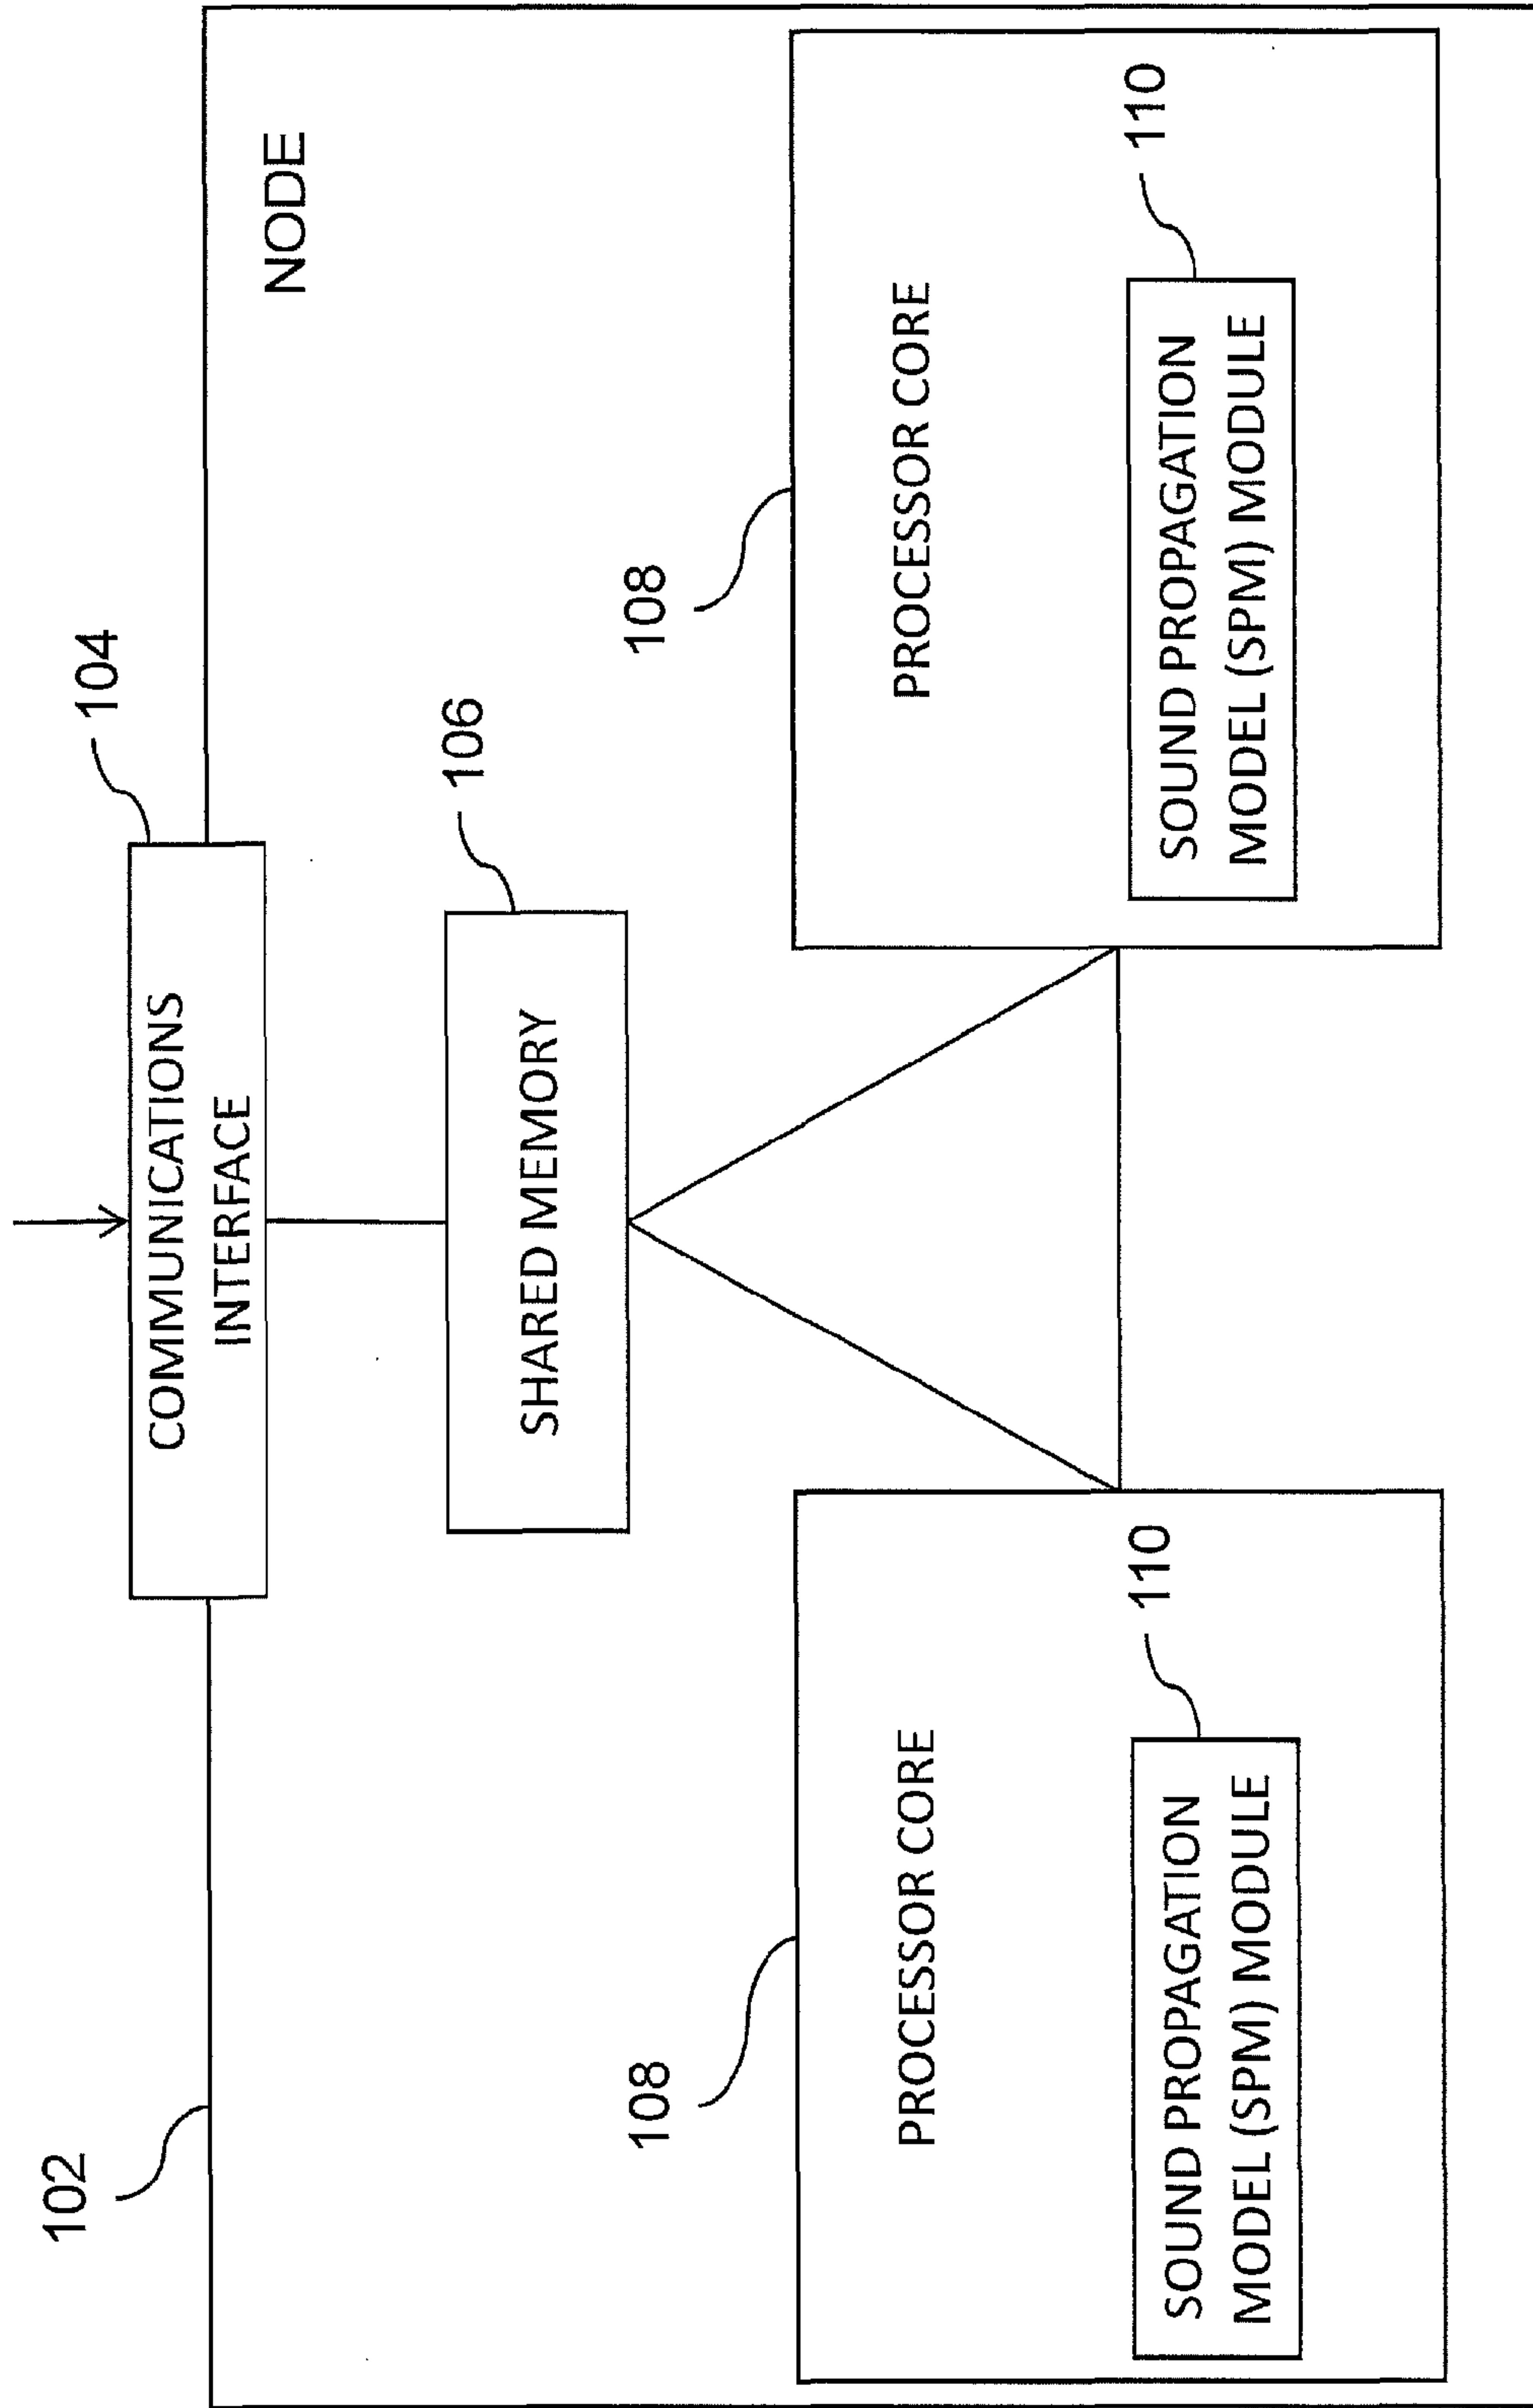 102
104
COMMUNICATIONS
INTERFACE
NODE
106
SHARED MEMORY
108
PROCESSOR CORE
110
SOUND PROPAGATION
MODEL (SPM) MODULE
108
PROCESSOR CORE
110
SOUND PROPAGATION
MODEL (SPM) MODULE